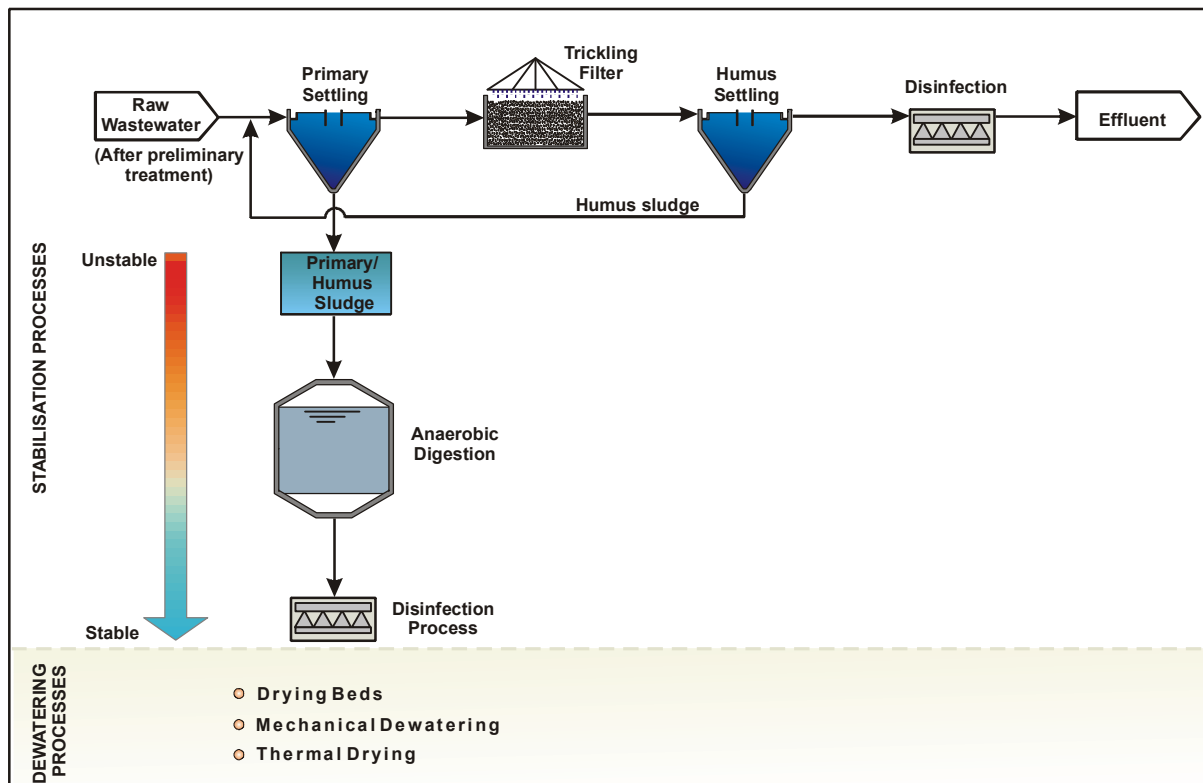 Trickling
Filter
Primary
Settling
Humus
Settling
Disinfection
Raw
Wastewater
Effluent
(After preliminary
treatment)
Humus sludge
STABILISATION PROCESSES
Unstable
Primary/
Humus
Sludge
Anaerobic
Digestion
Disinfection
Process
Stable
DEWATERING
PROCESSES
Drying Beds
Mechanical Dewatering
Thermal Drying